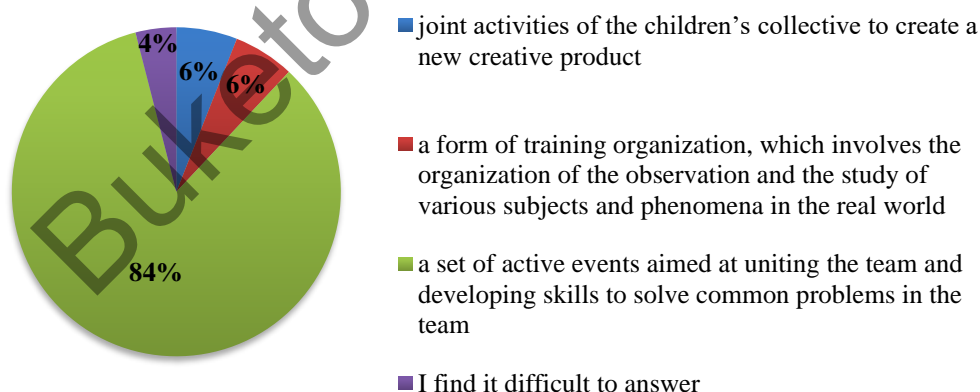 4%
6%
6%
84%
joint activities of the children’s collective to create a
new creative product
a form of training organization, which involves the
organization of the observation and the study of
various subjects and phenomena in the real world
a set of active events aimed at uniting the team and
developing skills to solve common problems in the
team
I find it difficult to answer
Buketo